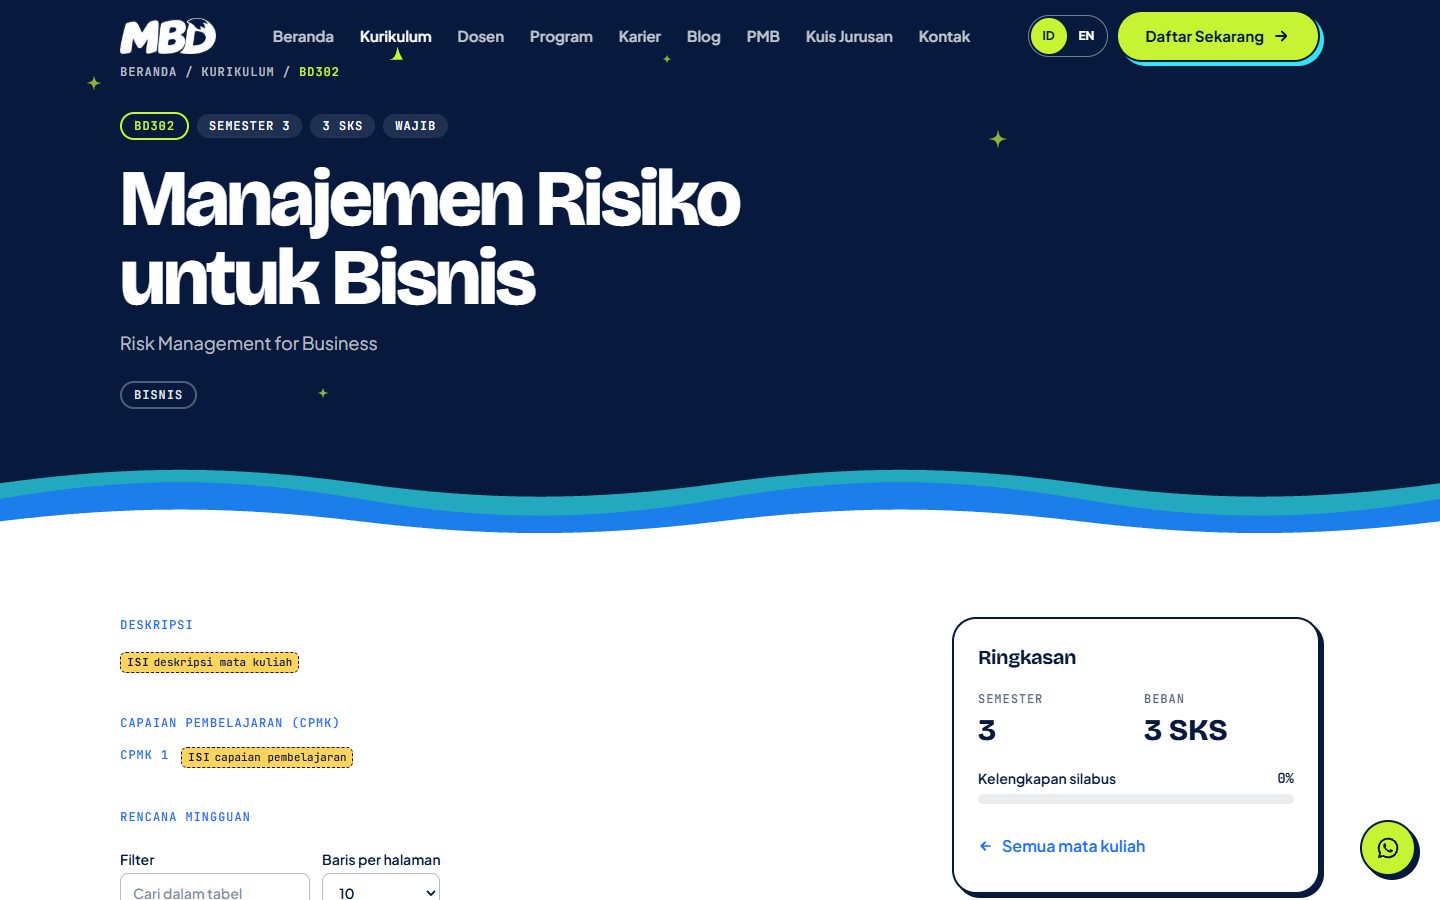 MBD
Beranda Kurikulum Dosen Program Karier Blog PMB Kuis Jurusan Kontak
ID EN
Daftar Sekarang →
BERANDA / KURIKULUM / BD302
BD302 SEMESTER 3 3 SKS WAJIB
Manajemen Risiko
untuk Bisnis
Risk Management for Business
BISNIS
DESKRIPSI
ISI deskripsi mata kuliah
CAPAIAN PEMBELAJARAN (CPMK)
CPMK 1 ISI capaian pembelajaran
RENCANA MINGGUAN
Filter
Cari dalam tabel
Baris per halaman
10
Ringkasan
SEMESTER
3
BEBAN
3 SKS
Kelengkapan silabus 0%
← Semua mata kuliah